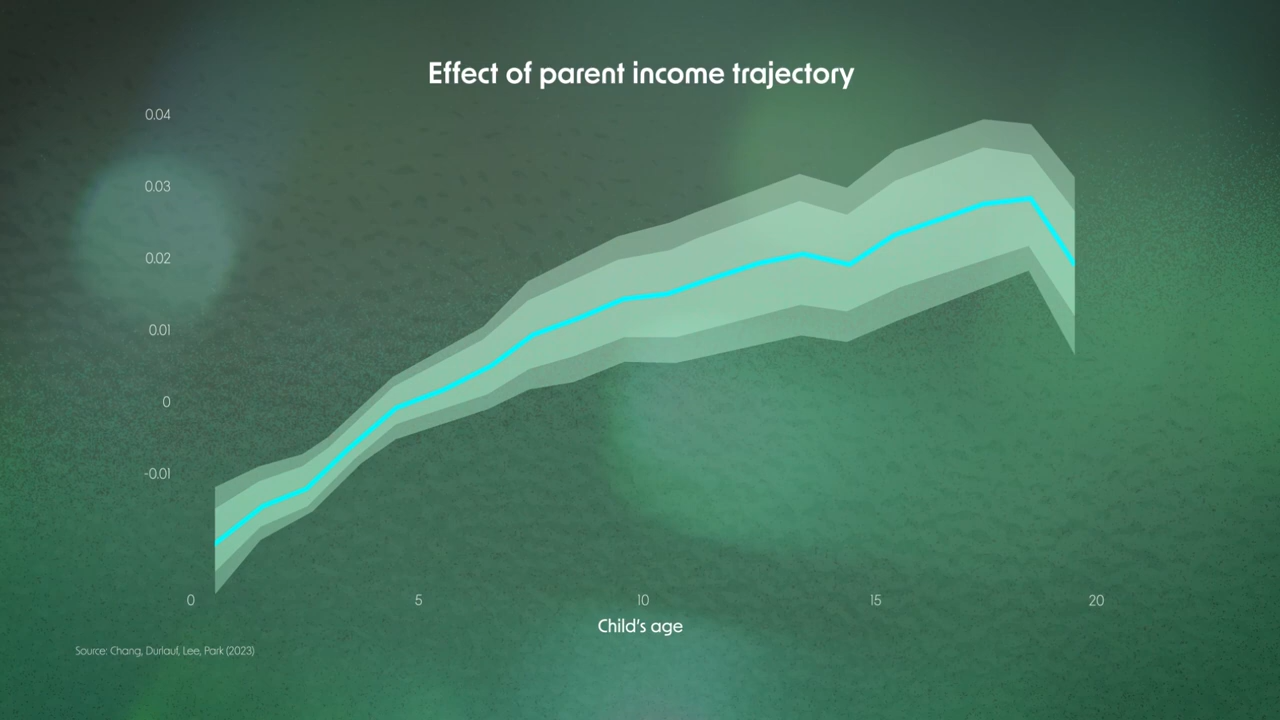 Effect of parent income trajectory
0.04
0.03
0.02
0.01
0
-0.01
0 5 10 15 20
Child's age
Source: Chang, Durlauf, Lee, Park (2023)